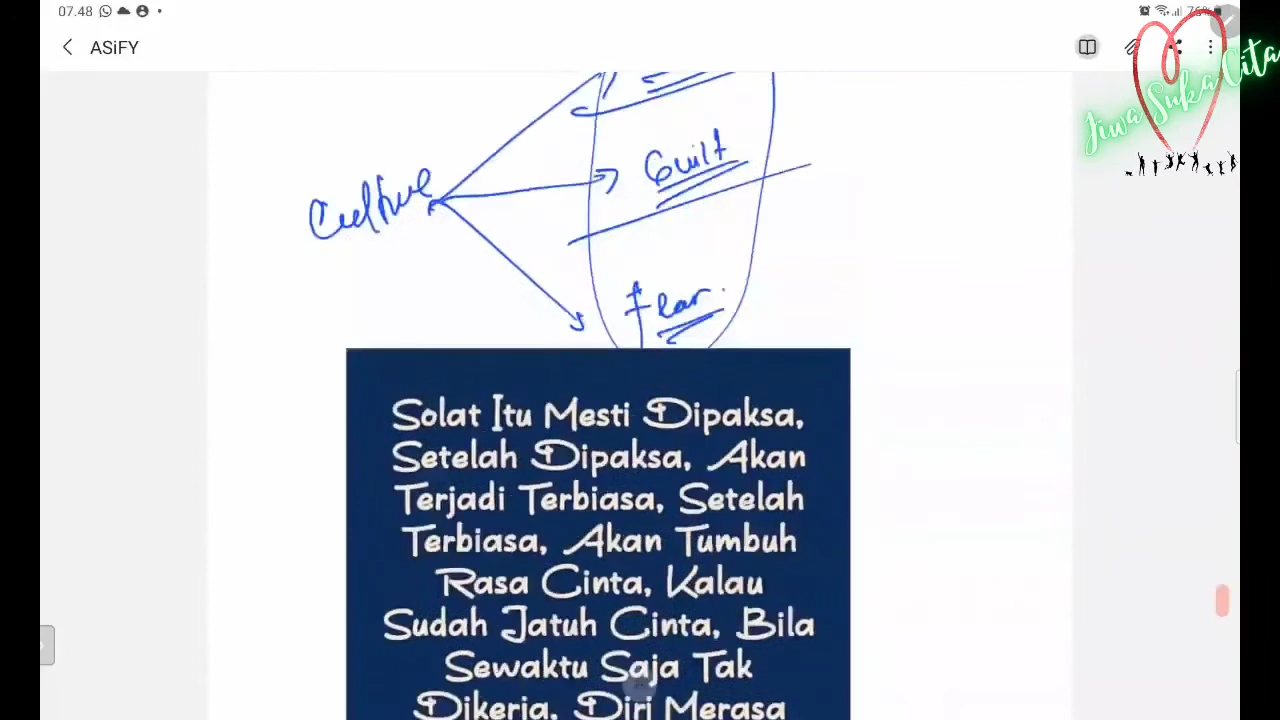 07.48
76%
ASiFY
Jiwa Suka Cita
Guilt
Culture
fear.
Solat Itu Mesti Dipaksa,
Setelah Dipaksa, Akan
Terjadi Terbiasa, Setelah
Terbiasa, Akan Tumbuh
Rasa Cinta, Kalau
Sudah Jatuh Cinta, Bila
Sewaktu Saja Tak
Dikerja, Diri Merasa